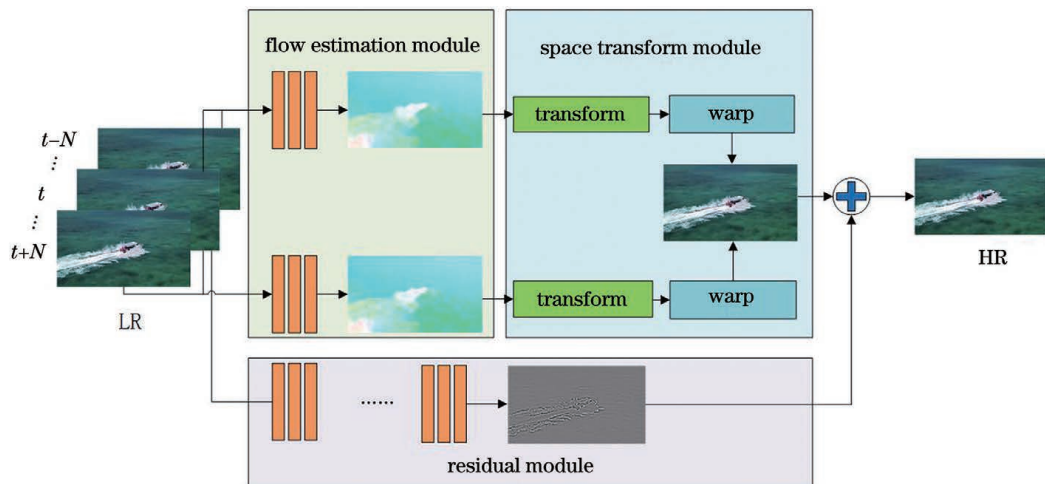 flow estimation module
space transform module
t−N
⋮
t
⋮
t+N
LR
transform
warp
transform
warp
HR
......
residual module